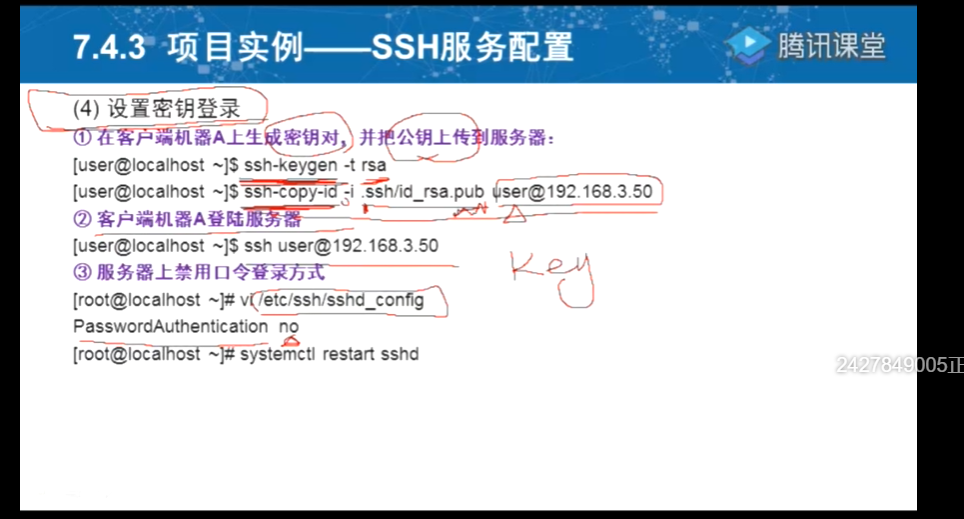 7.4.3 项目实例——SSH服务配置
腾讯课堂
(4) 设置密钥登录
① 在客户端机器A上生成密钥对，并把公钥上传到服务器：
[user@localhost ~]$ ssh-keygen -t rsa
[user@localhost ~]$ ssh-copy-id -i .ssh/id_rsa.pub user@192.168.3.50
② 客户端机器A登陆服务器
[user@localhost ~]$ ssh user@192.168.3.50
key
③ 服务器上禁用口令登录方式
[root@localhost ~]# vi /etc/ssh/sshd_config
PasswordAuthentication no
[root@localhost ~]# systemctl restart sshd
2427849005正